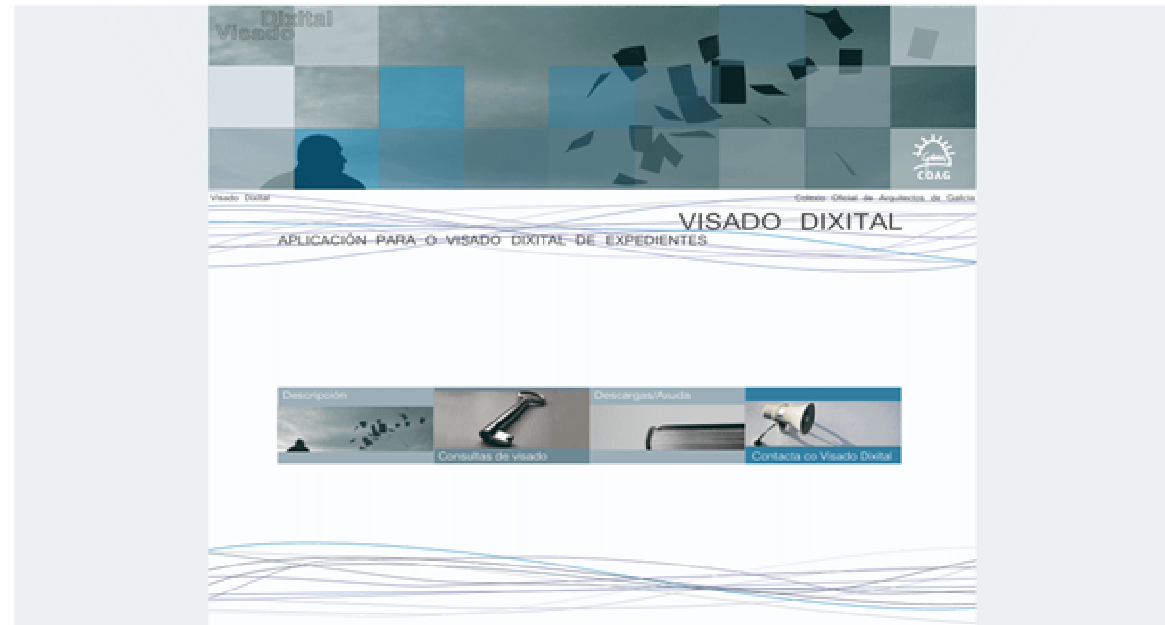 Dixital
Visado
COAG
Visado Dixital
Colexio Oficial de Arquitectos de Galicia
VISADO DIXITAL
APLICACIÓN PARA O VISADO DIXITAL DE EXPEDIENTES
Descripción
Consultas de visado
Descargas/Axuda
Contacta co Visado Dixital